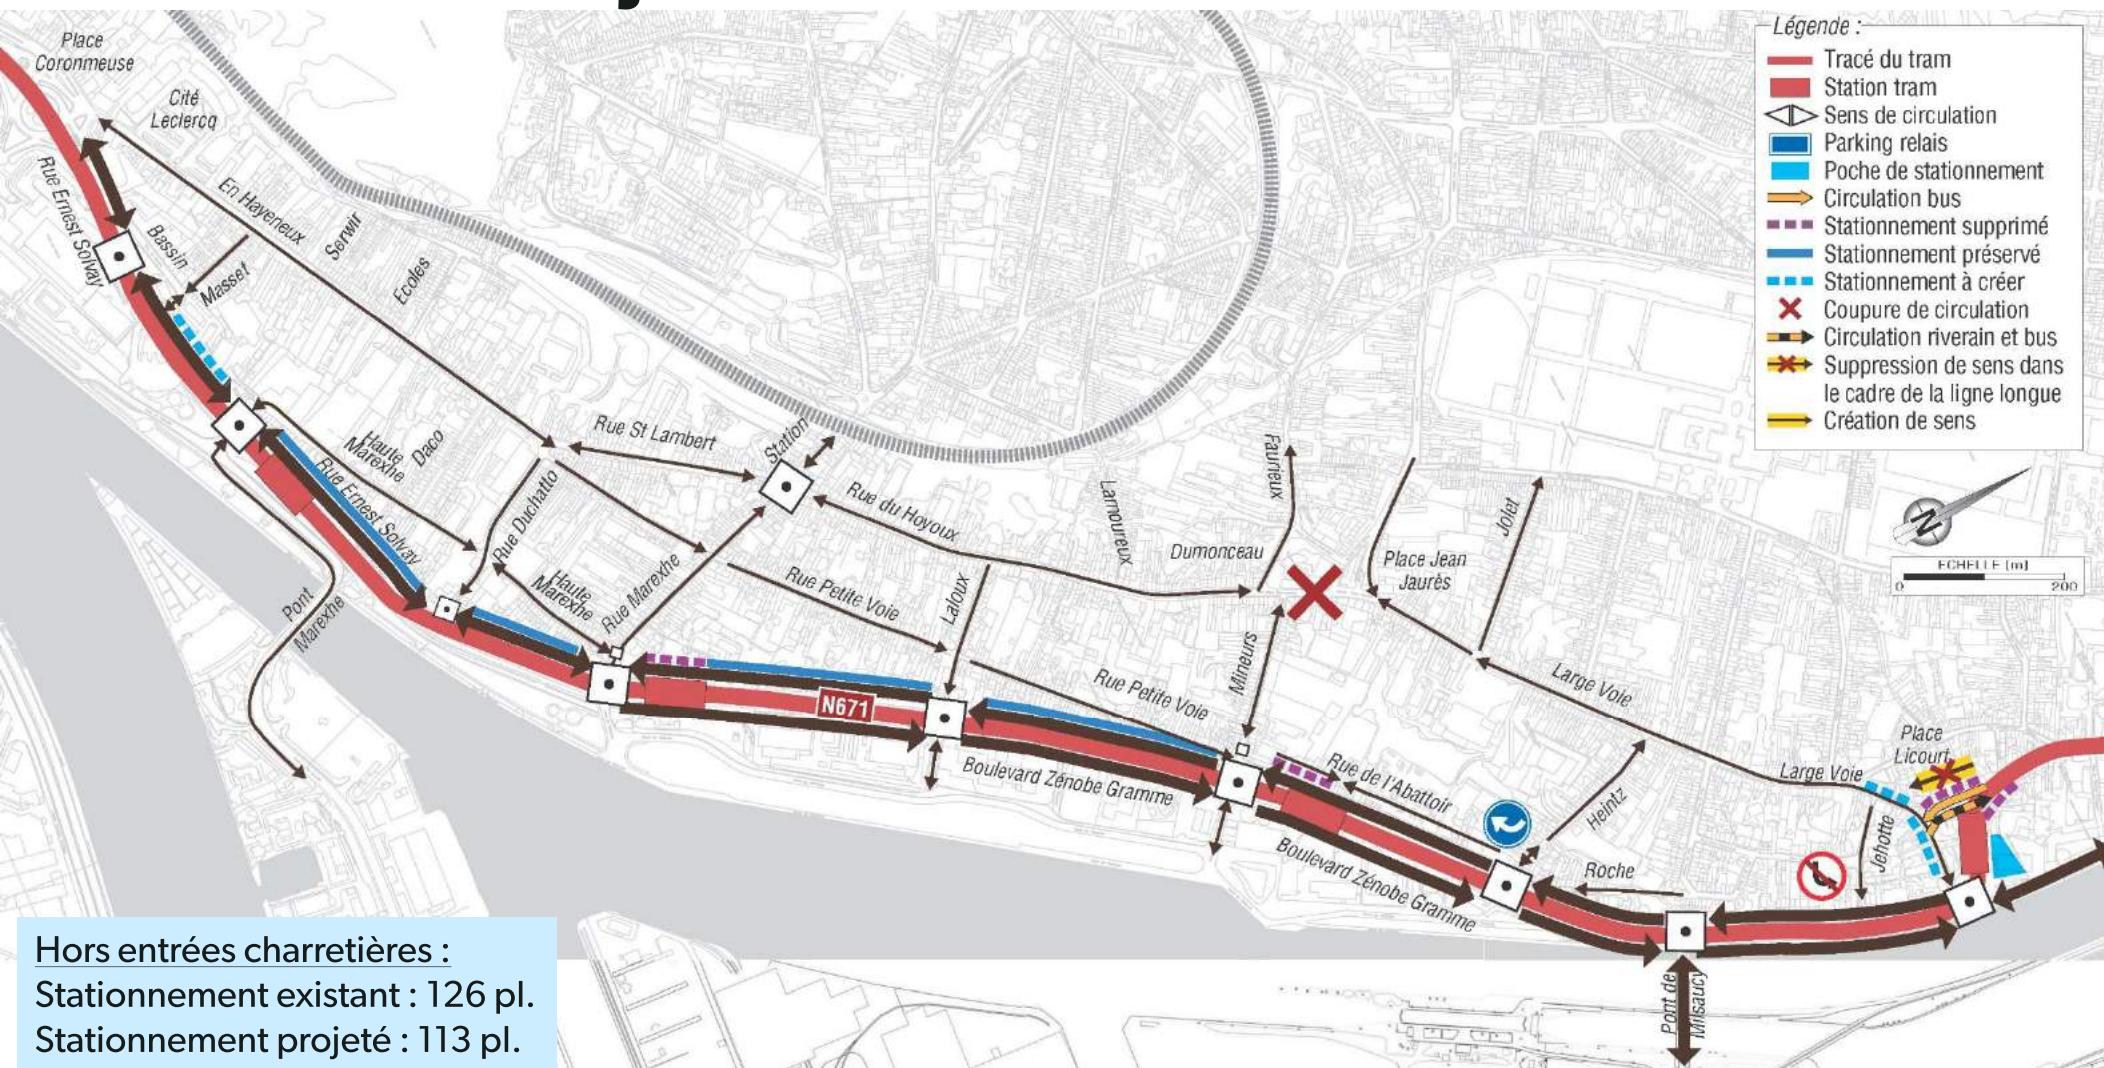 Place
Coronmeuse
Cité
Leclercq
Rue Ernest Solvay
Bassin
Masset
En Hayeneux
Serwir
Ecoles
Haute
Marexhe
Daco
Rue Ernest Solvay
Rue Duchatto
Rue St Lambert
Station
Pont
Marexhe
Haute
Marexhe
Rue Marexhe
Rue du Hoyoux
Rue Petite Voie
Laloux
Lamoureux
Dumonceau
Faurieux
Place Jean
Jaurès
Jolet
Mineurs
N671
Rue Petite Voie
Boulevard Zénobe Gramme
Rue de l'Abattoir
Boulevard Zénobe Gramme
Heintz
Large Voie
Large Voie
Place
Licourt
Jehotte
Roche
Pont de
Milsaucy
Légende :
Tracé du tram
Station tram
Sens de circulation
Parking relais
Poche de stationnement
Circulation bus
Stationnement supprimé
Stationnement préservé
Stationnement à créer
Coupure de circulation
Circulation riverain et bus
Suppression de sens dans
le cadre de la ligne longue
Création de sens
N
ECHELLE [m]
0 200
Hors entrées charretières :
Stationnement existant : 126 pl.
Stationnement projeté : 113 pl.